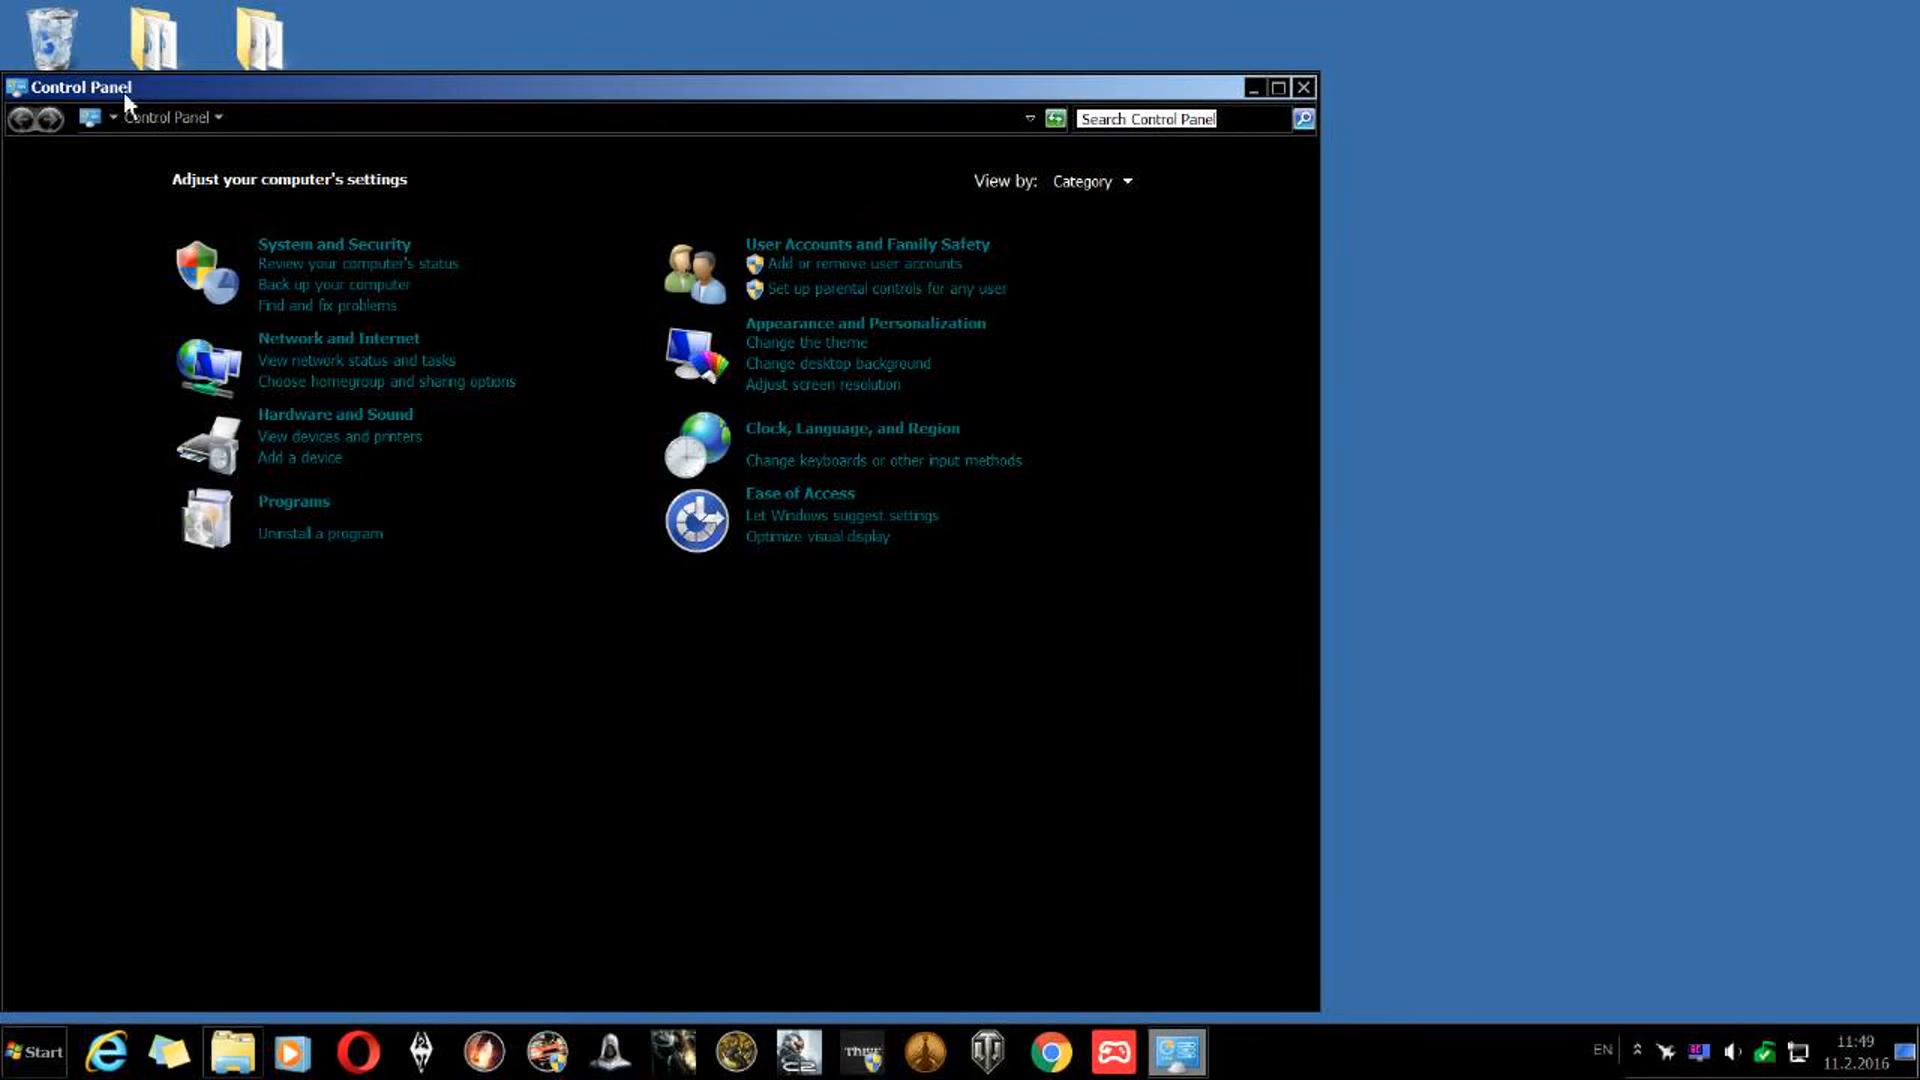 Control Panel
Control Panel
Search Control Panel
Adjust your computer's settings
View by: Category
System and Security
Review your computer's status
Back up your computer
Find and fix problems
Network and Internet
View network status and tasks
Choose homegroup and sharing options
Hardware and Sound
View devices and printers
Add a device
Programs
Uninstall a program
User Accounts and Family Safety
Add or remove user accounts
Set up parental controls for any user
Appearance and Personalization
Change the theme
Change desktop background
Adjust screen resolution
Clock, Language, and Region
Change keyboards or other input methods
Ease of Access
Let Windows suggest settings
Optimize visual display
Start
EN
11:49
11.2.2016